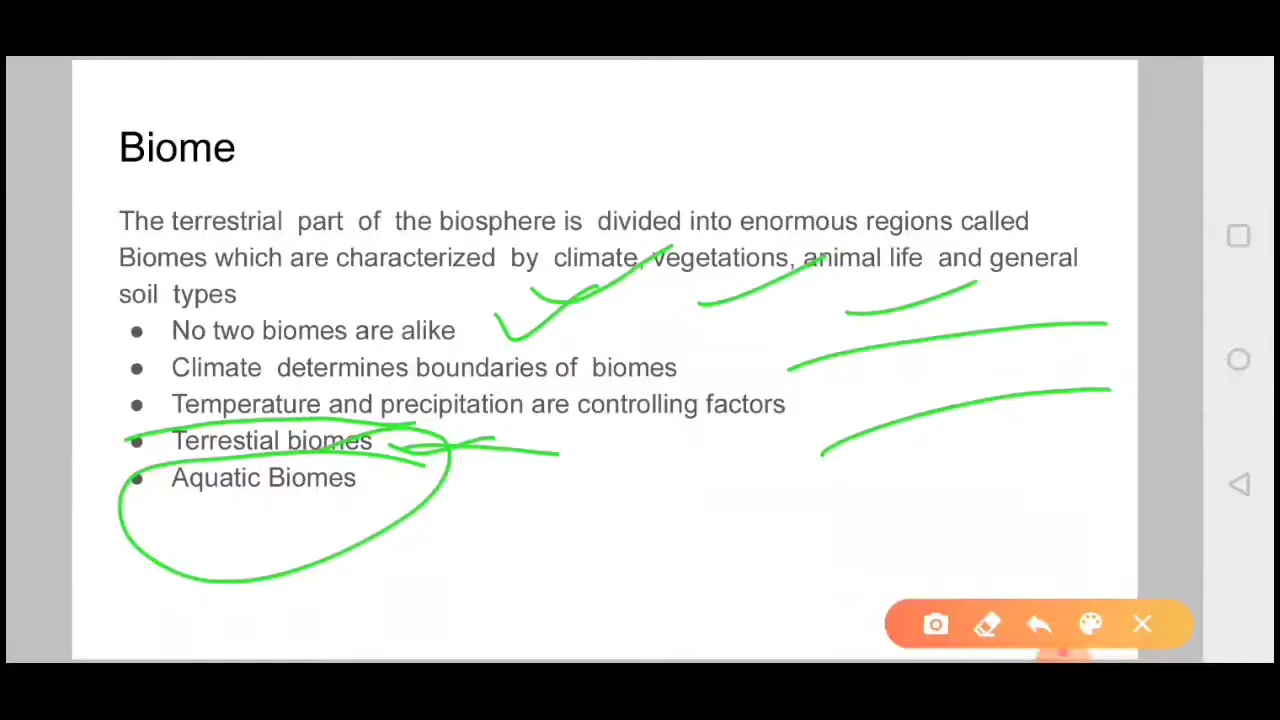 Biome
The terrestrial part of the biosphere is divided into enormous regions called
Biomes which are characterized by climate, vegetations, animal life and general
soil types
● No two biomes are alike
● Climate determines boundaries of biomes
● Temperature and precipitation are controlling factors
● Terrestial biomes
● Aquatic Biomes